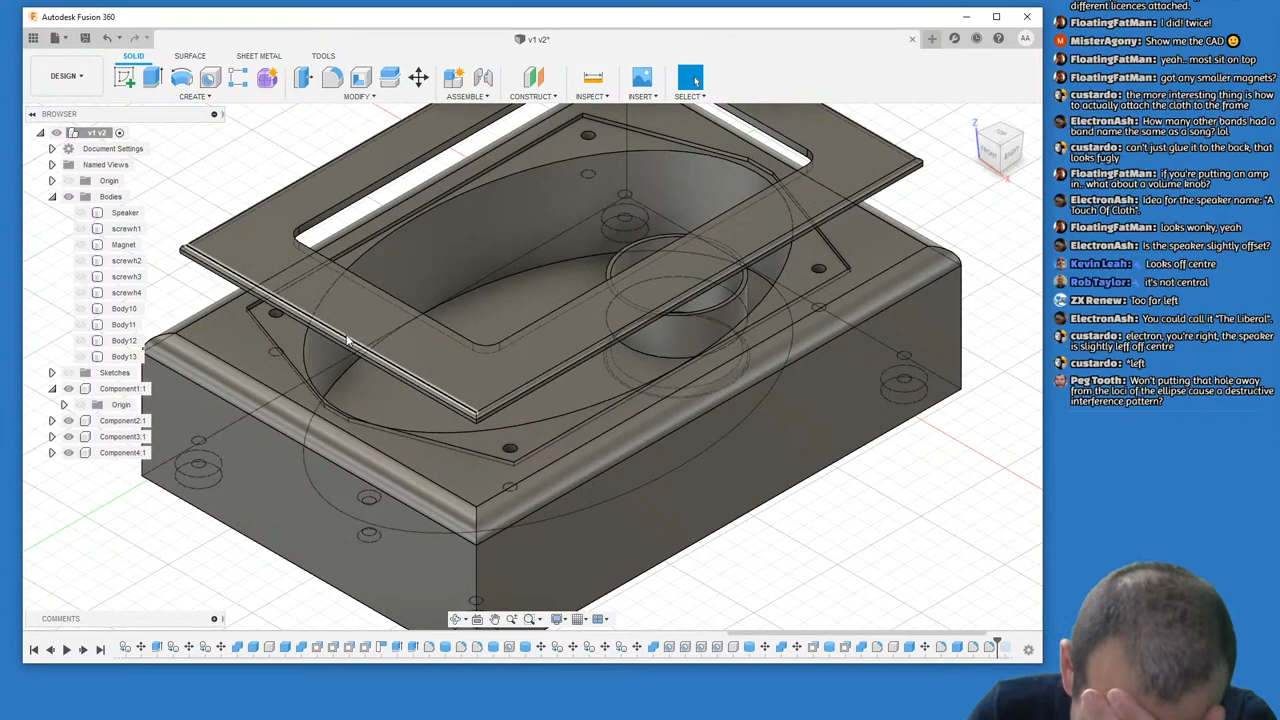 Autodesk Fusion 360
v1 v2*
AA
SOLID
SURFACE
SHEET METAL
TOOLS
DESIGN
CREATE
MODIFY
ASSEMBLE
CONSTRUCT
INSPECT
INSERT
SELECT
BROWSER
v1 v2
Document Settings
Named Views
Origin
Bodies
Speaker
screwh1
Magnet
screwh2
screwh3
screwh4
Body10
Body11
Body12
Body13
Sketches
Component1:1
Origin
Component2:1
Component3:1
Component4:1
Z
TOP
FRONT
RIGHT
X
COMMENTS
different licences attached.
FloatingFatMan: I did! twice!
MisterAgony: Show me the CAD
FloatingFatMan: yeah.. most sit on top
FloatingFatMan: got any smaller magnets?
custardo: the more interesting thing is how
to actually attach the cloth to the frame
ElectronAsh: How many other bands had a
band name the same as a song? lol
custardo: can't just glue it to the back, that
looks fugly
FloatingFatMan: if you're putting an amp
in.. what about a volume knob?
ElectronAsh: Idea for the speaker name: "A
Touch Of Cloth".
FloatingFatMan: looks wonky, yeah
ElectronAsh: Is the speaker slightly offset?
Kevin Leah: Looks off centre
Rob Taylor: it's not central
ZX Renew: Too far left
ElectronAsh: You could call it "The Liberal".
custardo: electron, you're right, the speaker
is slightly leff off centre
custardo: *left
Peg Tooth: Won't putting that hole away
from the loci of the ellipse cause a destructive
interference pattern?